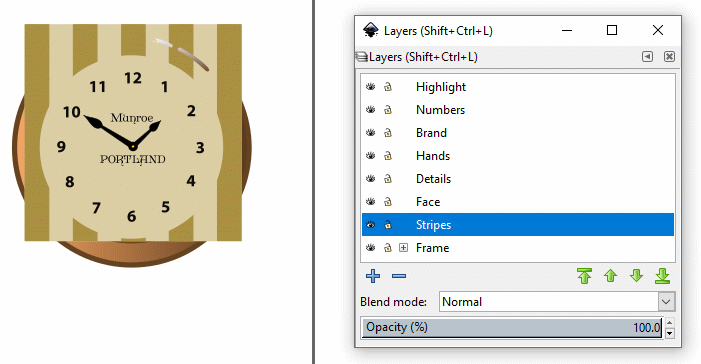 12
11
1
10
2
Munroe
9
3
PORTLAND
8
4
7
5
6
Layers (Shift+Ctrl+L)
Layers (Shift+Ctrl+L)
Highlight
Numbers
Brand
Hands
Details
Face
Stripes
Frame
Blend mode: Normal
Opacity (%) 100.0